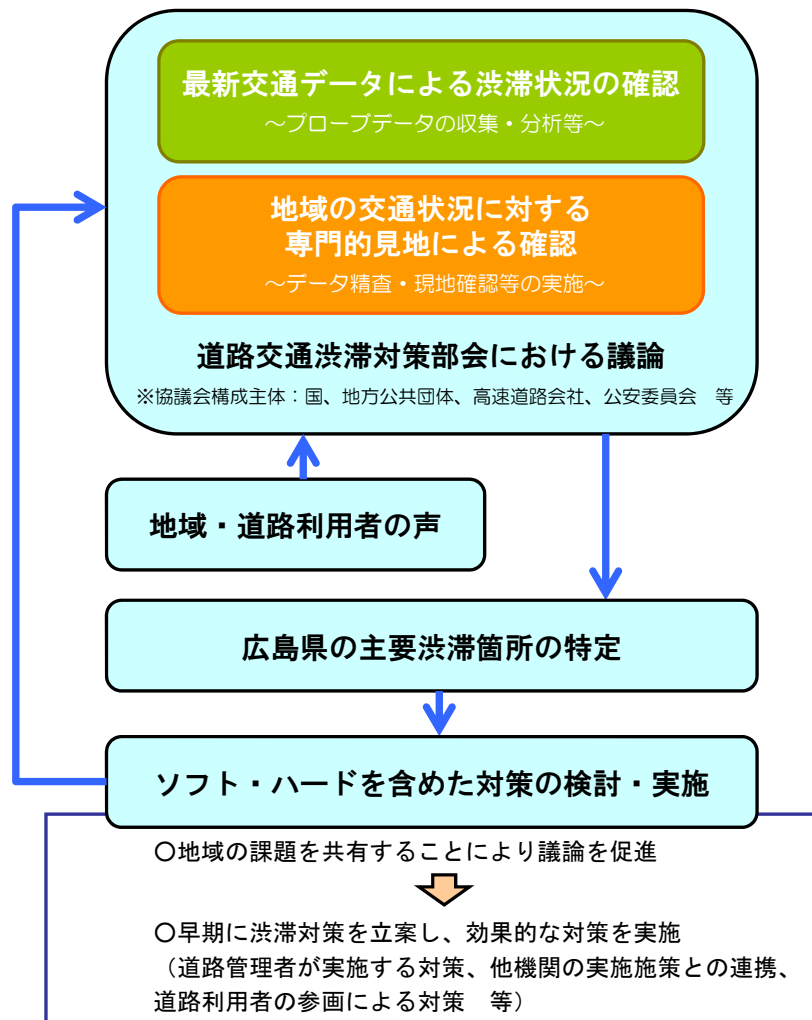 最新交通データによる渋滞状況の確認
～プローブデータの収集・分析等～
地域の交通状況に対する
専門的見地による確認
～データ精査・現地確認等の実施～
道路交通渋滞対策部会における議論
※協議会構成主体：国、地方公共団体、高速道路会社、公安委員会　等
地域・道路利用者の声
広島県の主要渋滞箇所の特定
ソフト・ハードを含めた対策の検討・実施
○地域の課題を共有することにより議論を促進
○早期に渋滞対策を立案し、効果的な対策を実施
（道路管理者が実施する対策、他機関の実施施策との連携、
道路利用者の参画による対策　等）